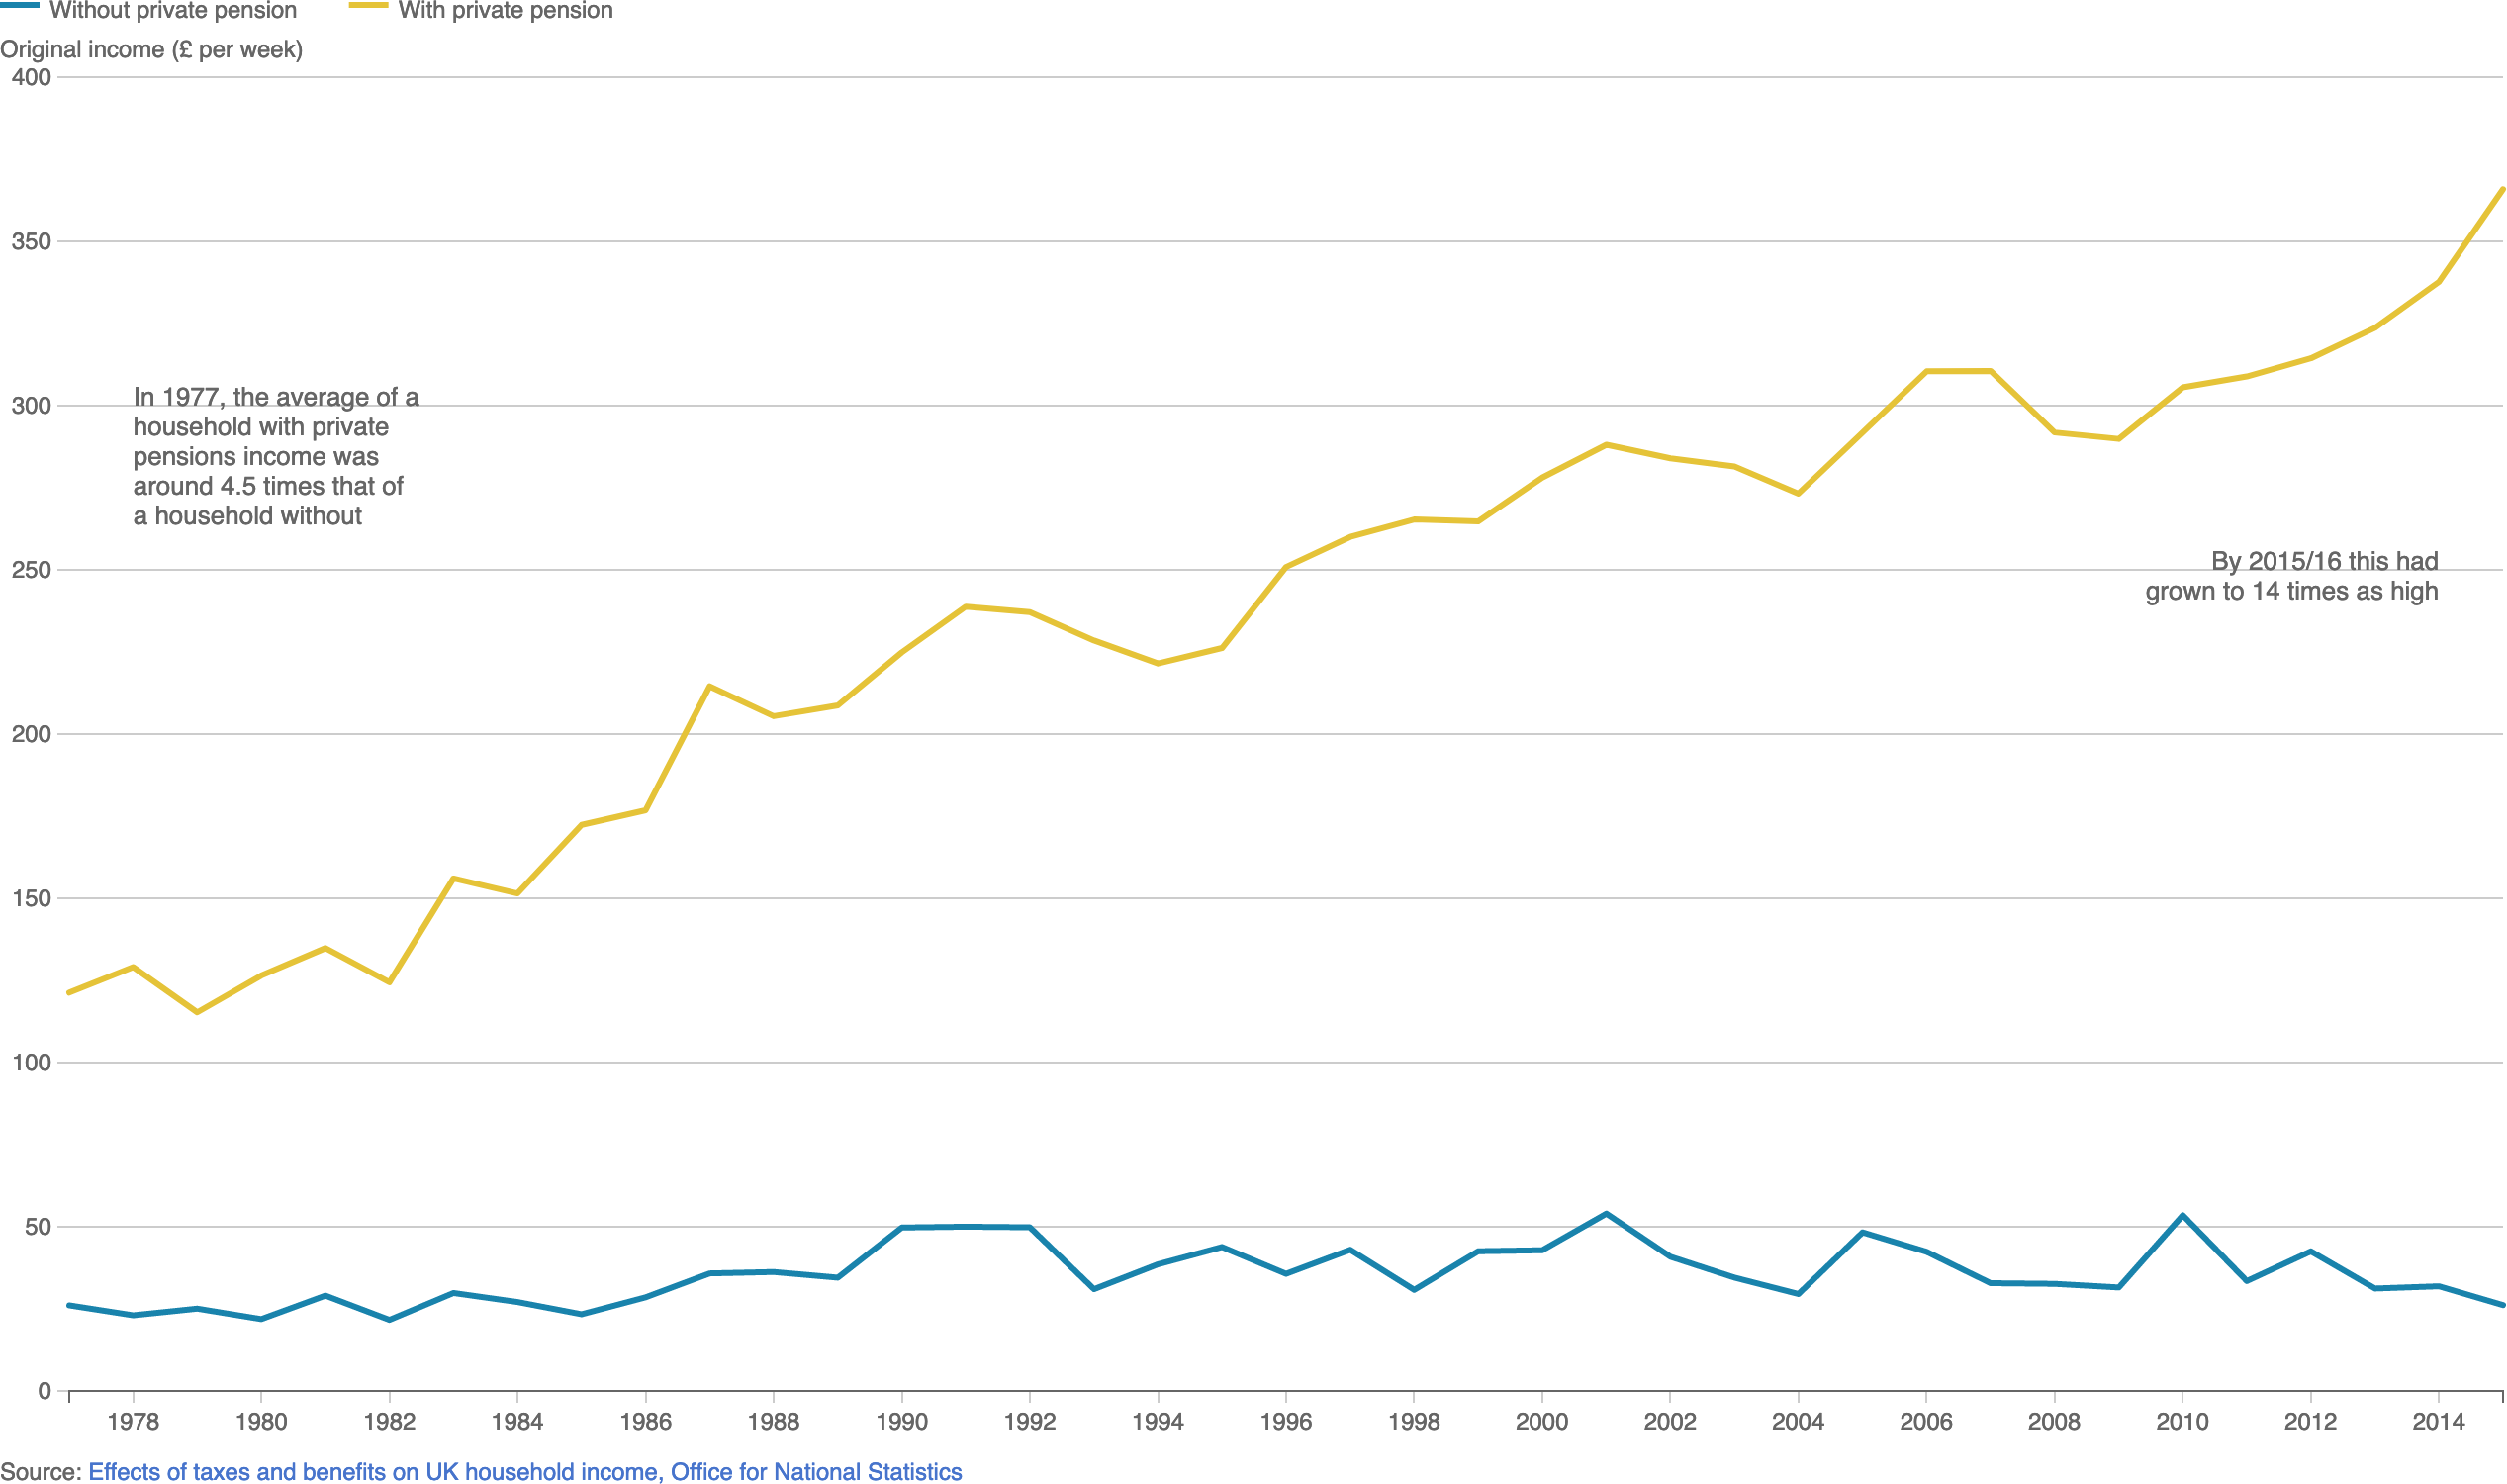 Without private pension With private pension
Original income (£ per week)
400
350
In 1977, the average of a
household with private
pensions income was
around 4.5 times that of
a household without
300
By 2015/16 this had
grown to 14 times as high
250
200
150
100
50
0
1978 1980 1982 1984 1986 1988 1990 1992 1994 1996 1998 2000 2002 2004 2006 2008 2010 2012 2014
Source: Effects of taxes and benefits on UK household income, Office for National Statistics